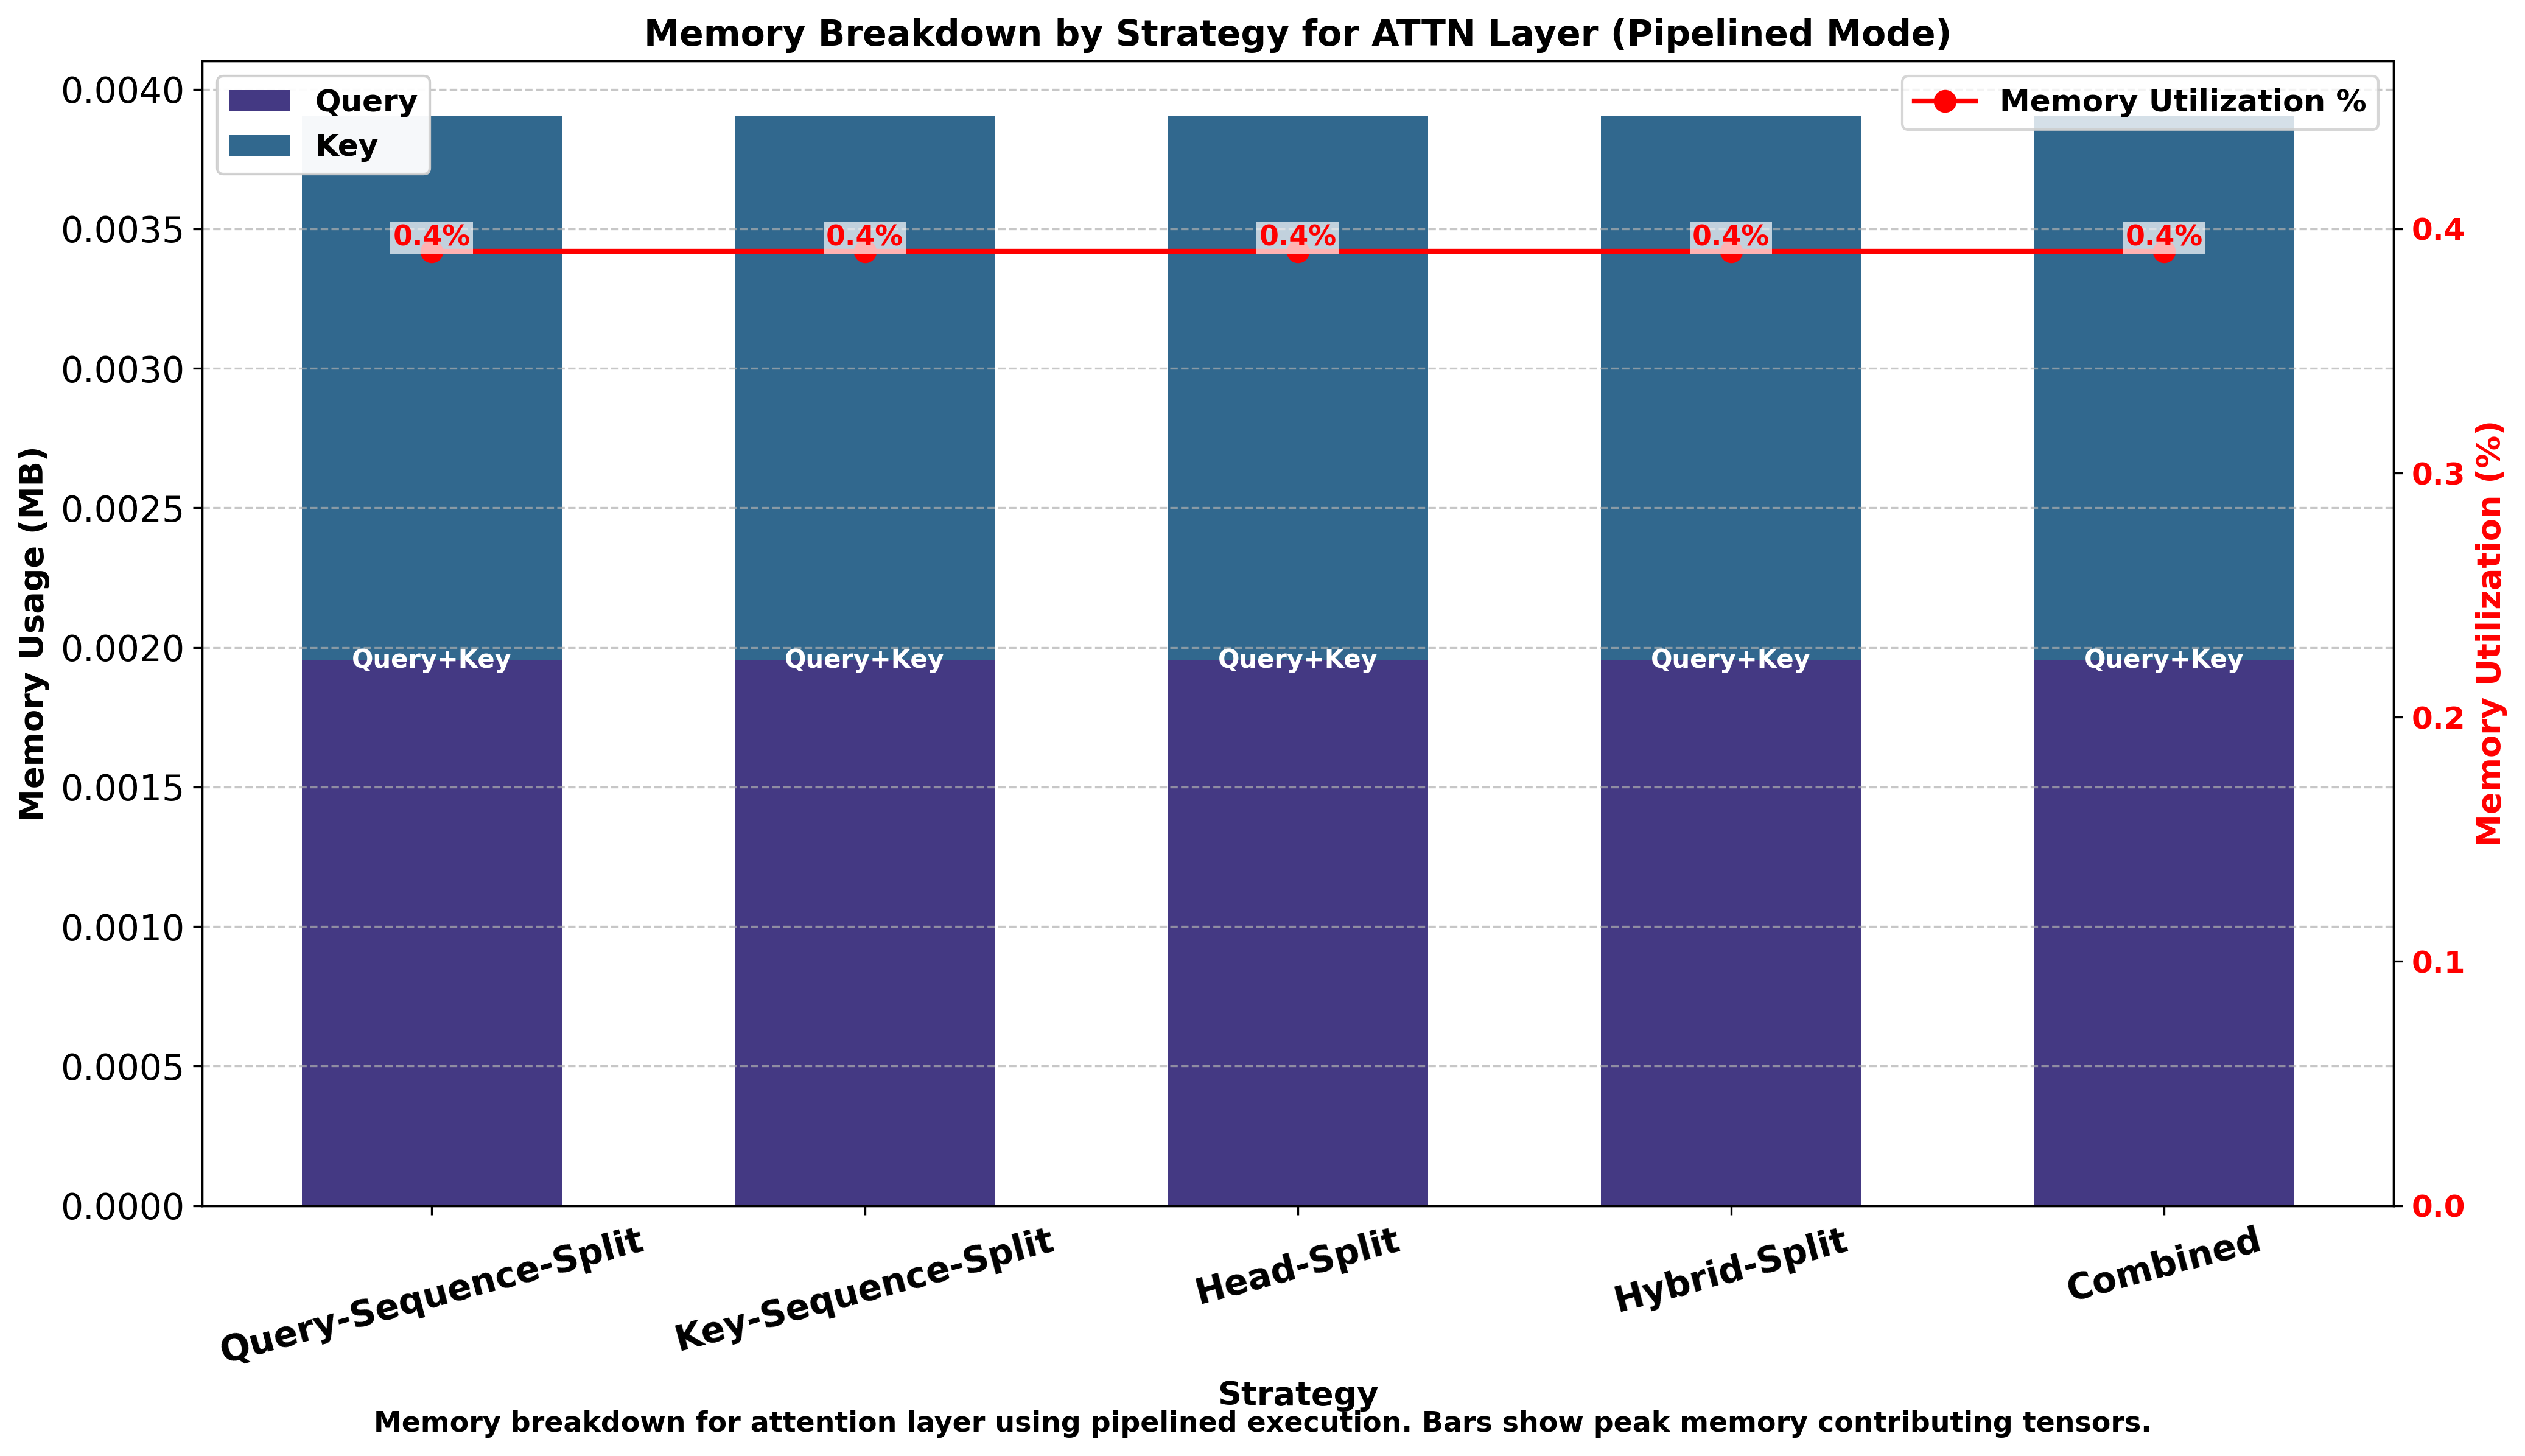 Memory Breakdown by Strategy for ATTN Layer (Pipelined Mode)
Query
Key
Memory Utilization %
0.0040
0.0035
0.0030
0.0025
0.0020
0.0015
0.0010
0.0005
0.0000
Memory Usage (MB)
0.4% 0.4% 0.4% 0.4% 0.4%
Query+Key Query+Key Query+Key Query+Key Query+Key
0.4
0.3
0.2
0.1
0.0
Memory Utilization (%)
Query-Sequence-Split
Key-Sequence-Split
Head-Split
Hybrid-Split
Combined
Strategy
Memory breakdown for attention layer using pipelined execution. Bars show peak memory contributing tensors.